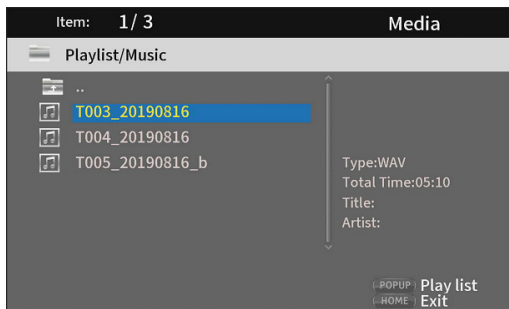 Item: 1/ 3 Media
Playlist/Music
..
T003_20190816
T004_20190816
T005_20190816_b
Type:WAV
Total Time:05:10
Title:
Artist:
POPUP Play list
HOME Exit